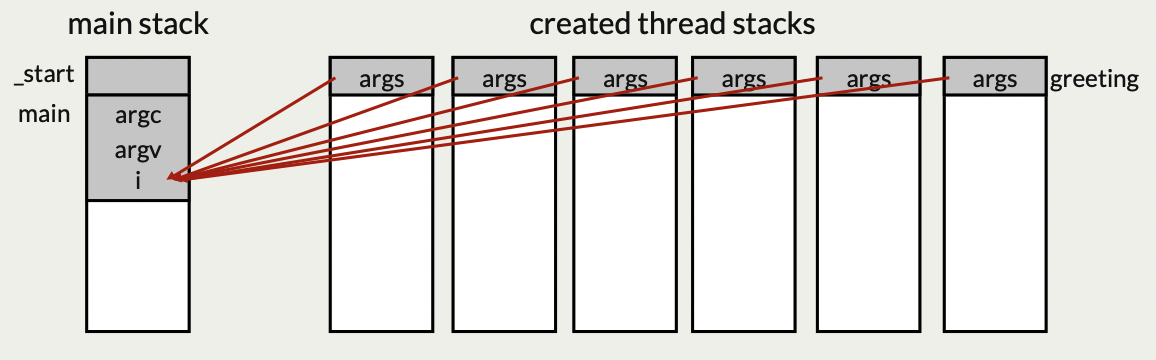 main stack
created thread stacks
_start
args
args
args
args
args
args
greeting
main
argc
argv
i